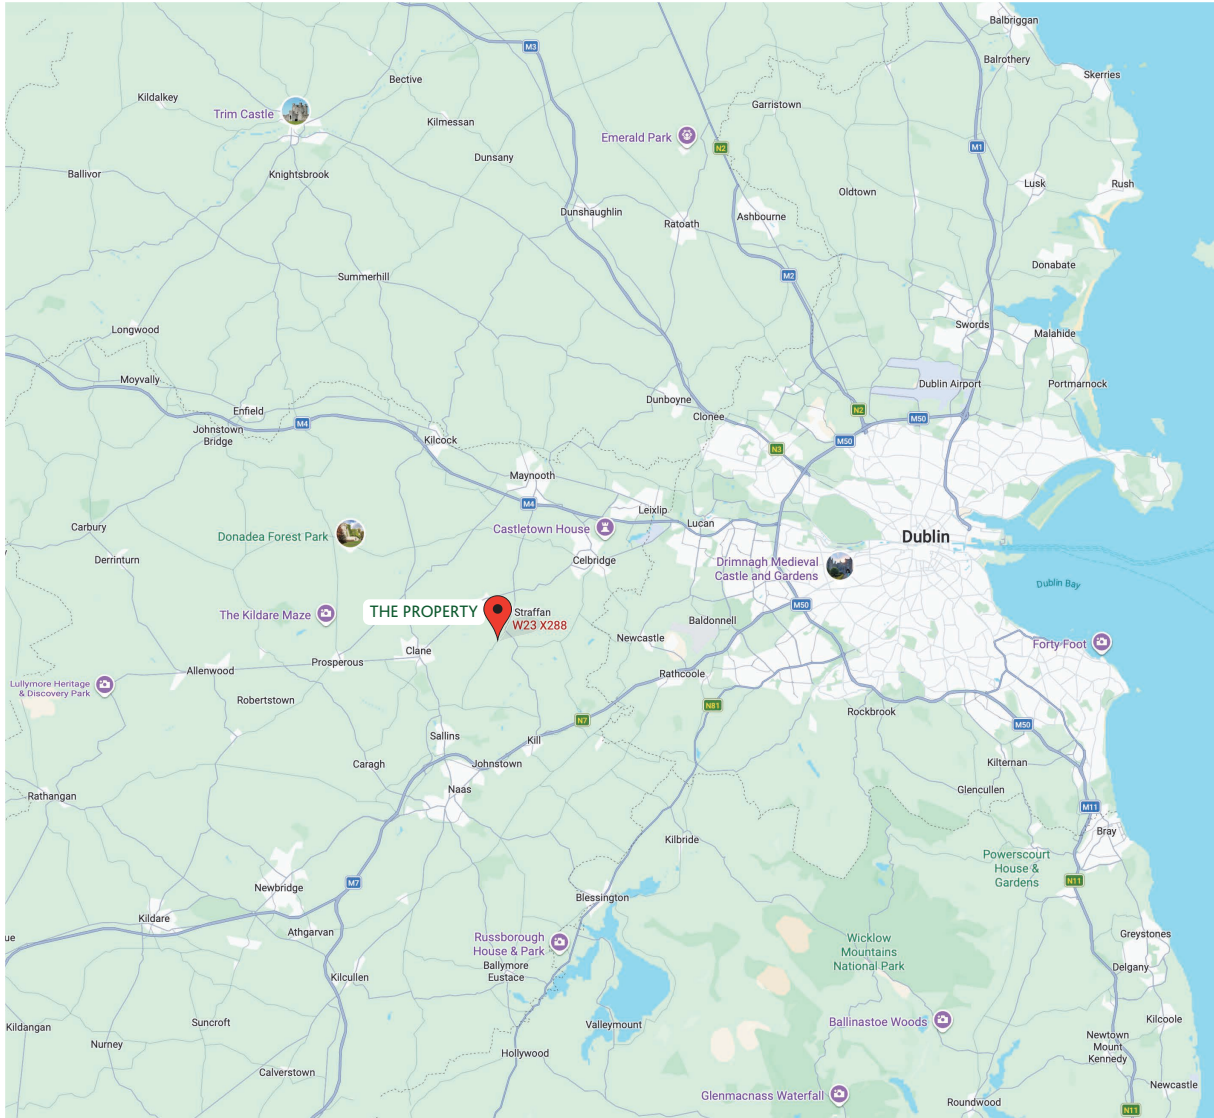 Balbriggan
M3
Balrothery
Skerries
Bective
Kildalkey
Garristown
Trim Castle
Kilmessan
Emerald Park
N2
M1
Dunsany
Ballivor
Knightsbrook
Lusk
Rush
Oldtown
Dunshaughlin
Ratoath
Ashbourne
Donabate
Summerhill
M2
Longwood
Swords
Malahide
Moyvally
Dublin Airport
Portmarnock
Dunboyne
Enfield
Clonee
N2
M50
M4
Johnstown
Bridge
Kilcock
M50
N3
Maynooth
M4
Leixlip
Carbury
Castletown House
Lucan
Donadea Forest Park
Dublin
Derrinturn
Celbridge
Drimnagh Medieval
Castle and Gardens
Dublin Bay
M50
The Kildare Maze
THE PROPERTY
Straffan
W23 X288
Baldonnell
Newcastle
Forty Foot
Clane
Prosperous
Allenwood
Rathcoole
Lullymore Heritage
& Discovery Park
Robertstown
N81
Rockbrook
N7
M50
Sallins
Kill
Caragh
Johnstown
Kilternan
Naas
Glencullen
Rathangan
M11
Bray
Kilbride
Powerscourt
House &
Gardens
M7
N11
Newbridge
Blessington
Kildare
Athgarvan
Greystones
ue
Russborough
House & Park
Wicklow
Mountains
National Park
Ballymore
Eustace
Delgany
Kilcullen
Kildangan
Suncroft
Valleymount
Ballinastoe Woods
Kilcoole
Nurney
Hollywood
Newtown
Mount
Kennedy
Calverstown
Newcastle
Glenmacnass Waterfall
Roundwood
N11